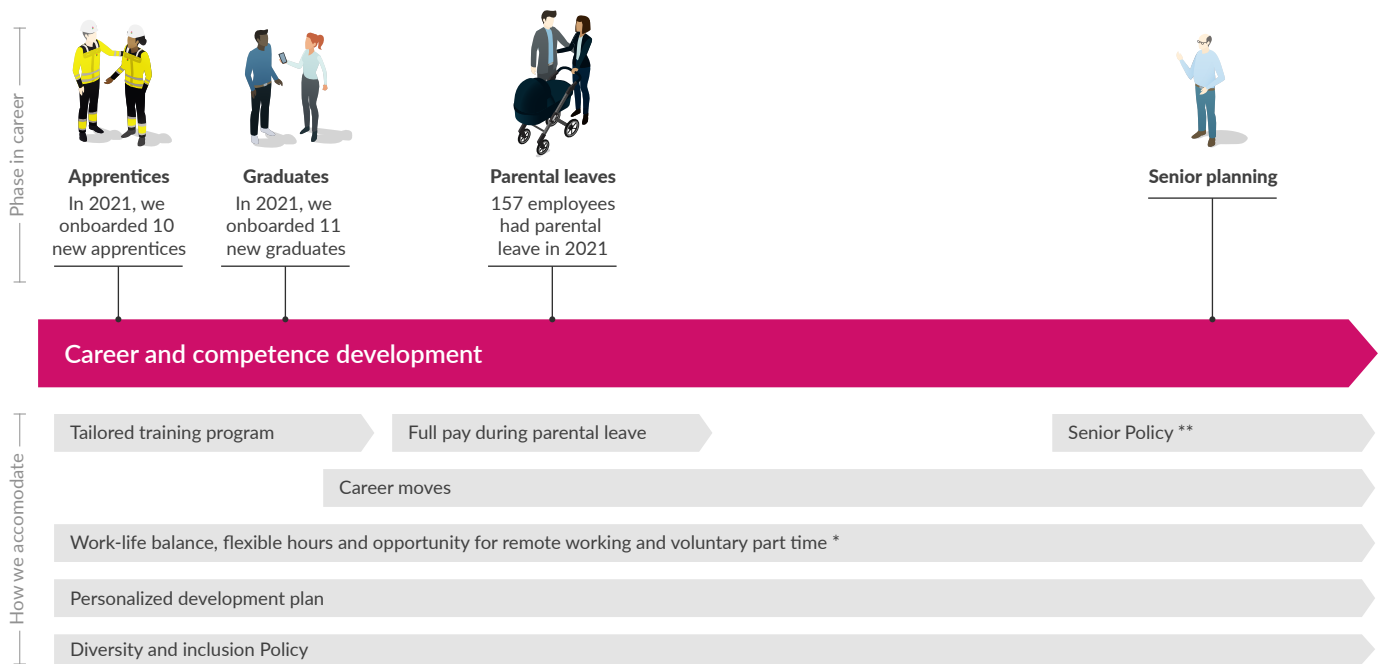 Phase in career
Apprentices
In 2021, we
onboarded 10
new apprentices
Graduates
In 2021, we
onboarded 11
new graduates
Parental leaves
157 employees
had parental
leave in 2021
Senior planning
Career and competence development
How we accomodate
Tailored training program
Full pay during parental leave
Senior Policy **
Career moves
Work-life balance, flexible hours and opportunity for remote working and voluntary part time *
Personalized development plan
Diversity and inclusion Policy